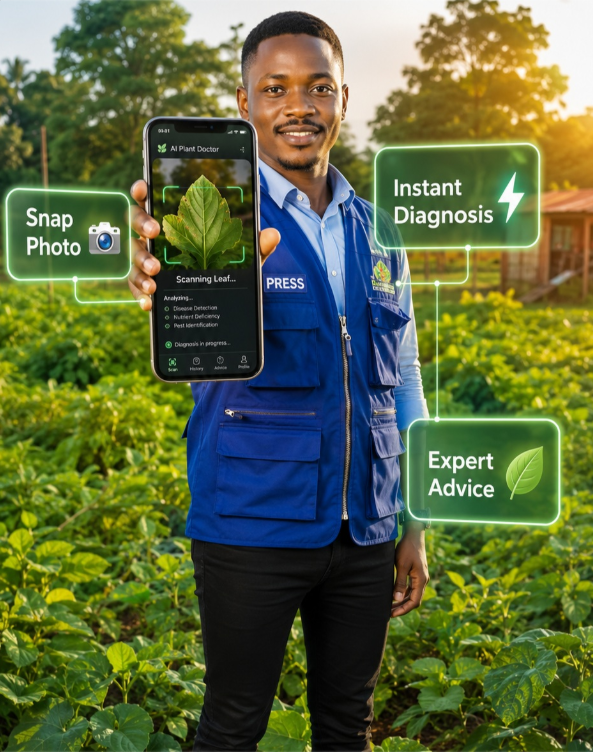 Snap
Photo
Instant
Diagnosis
Expert
Advice
AI Plant Doctor
Scanning Leaf...
Analyzing...
Disease Detection
Nutrient Deficiency
Pest Identification
Diagnosis in progress...
Scan
History
Advice
Profile
PRESS